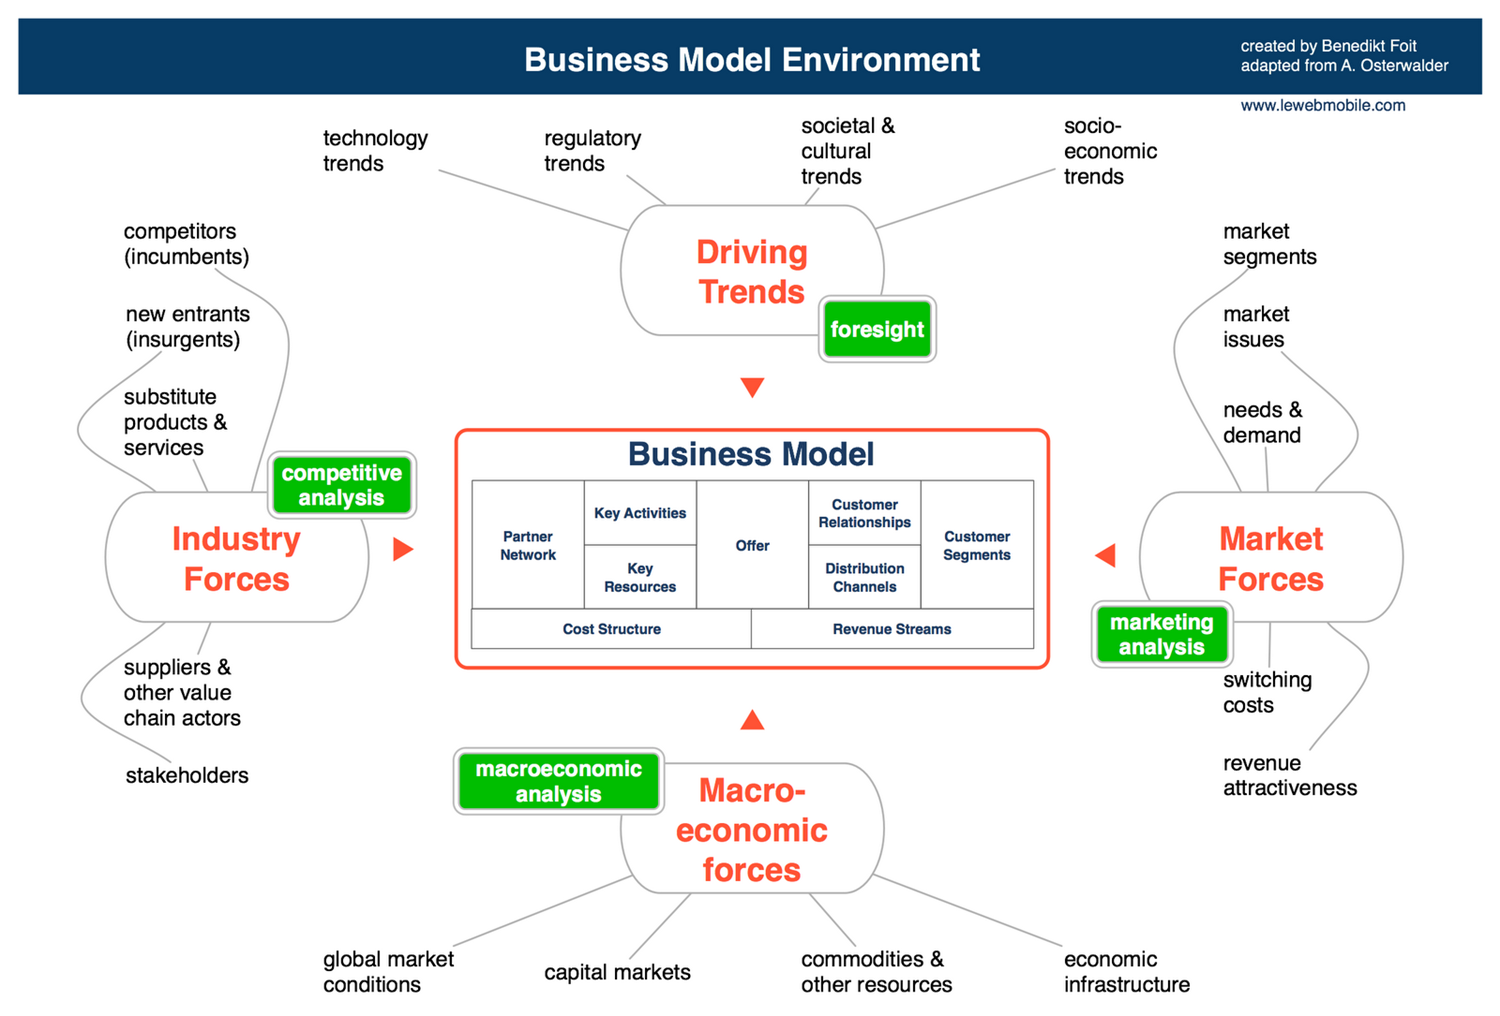 Business Model Environment
created by Benedikt Foit
adapted from A. Osterwalder
www.lewebmobile.com
technology
trends
regulatory
trends
societal &
cultural
trends
socio-
economic
trends
Driving
Trends
foresight
competitors
(incumbents)
new entrants
(insurgents)
substitute
products &
services
competitive
analysis
Industry
Forces
suppliers &
other value
chain actors
stakeholders
Business Model
Partner
Network
Key Activities
Key
Resources
Offer
Customer
Relationships
Distribution
Channels
Customer
Segments
Cost Structure
Revenue Streams
market
segments
market
issues
needs &
demand
Market
Forces
marketing
analysis
switching
costs
revenue
attractiveness
macroeconomic
analysis
Macro-
economic
forces
global market
conditions
capital markets
commodities &
other resources
economic
infrastructure